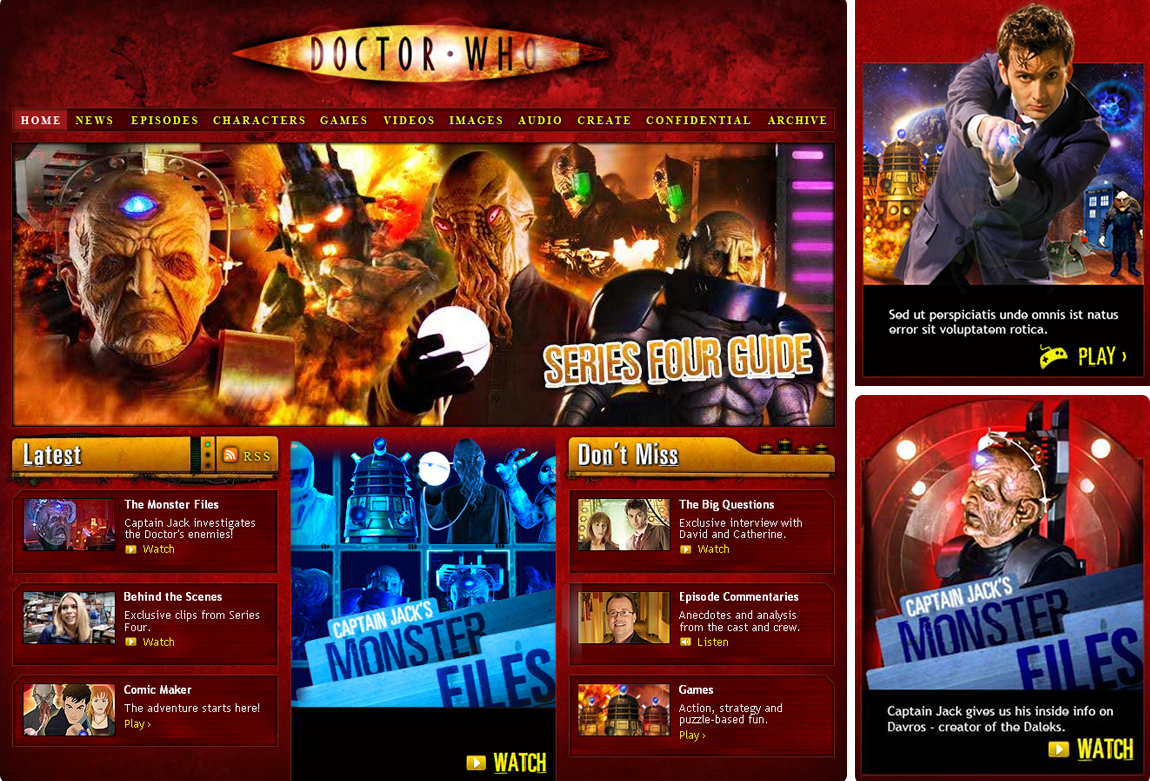 DOCTOR · WHO
HOME NEWS EPISODES CHARACTERS GAMES VIDEOS IMAGES AUDIO CREATE CONFIDENTIAL ARCHIVE
SERIES FOUR GUIDE
Latest
RSS
The Monster Files
Captain Jack investigates
the Doctor's enemies!
Watch
Behind the Scenes
Exclusive clips from Series
Four.
Watch
Comic Maker
The adventure starts here!
Play ›
CAPTAIN JACK'S
MONSTER
FILES
WATCH
Don't Miss
The Big Questions
Exclusive interview with
David and Catherine.
Watch
Episode Commentaries
Anecdotes and analysis
from the cast and crew.
Listen
Games
Action, strategy and
puzzle-based fun.
Play ›
Sed ut perspiciatis unde omnis ist natus
error sit voluptatem rotica.
PLAY ›
CAPTAIN JACK'S
MONSTER
FILES
Captain Jack gives us his inside info on
Davros - creator of the Daleks.
WATCH